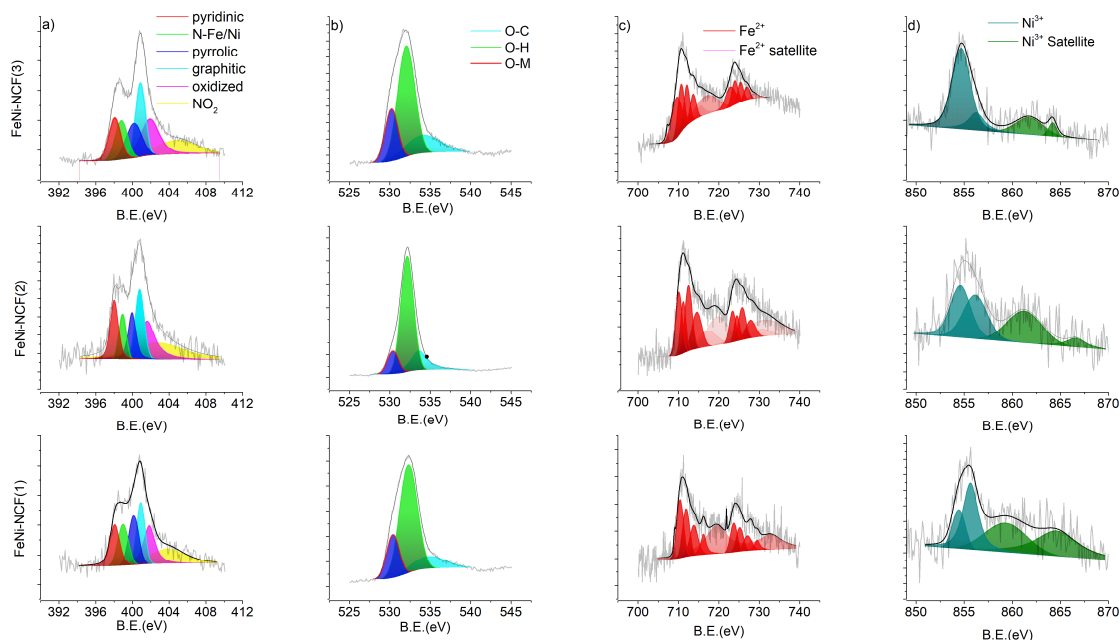 a)
pyridinic
N-Fe/Ni
pyrrolic
graphitic
oxidized
NO2
FeNi-NCF(3)
392 396 400 404 408 412
B.E.(eV)
b)
O-C
O-H
O-M
525 530 535 540 545
B.E.(eV)
c)
Fe2+
Fe2+ satellite
700 710 720 730 740
B.E.(eV)
d)
Ni3+
Ni3+ Satellite
850 855 860 865 870
B.E.(eV)
FeNi-NCF(2)
392 396 400 404 408 412
B.E.(eV)
525 530 535 540 545
B.E.(eV)
700 710 720 730 740
B.E.(eV)
850 855 860 865 870
B.E.(eV)
FeNi-NCF(1)
392 396 400 404 408 412
B.E.(eV)
525 530 535 540 545
B.E.(eV)
700 710 720 730 740
B.E.(eV)
850 855 860 865 870
B.E.(eV)